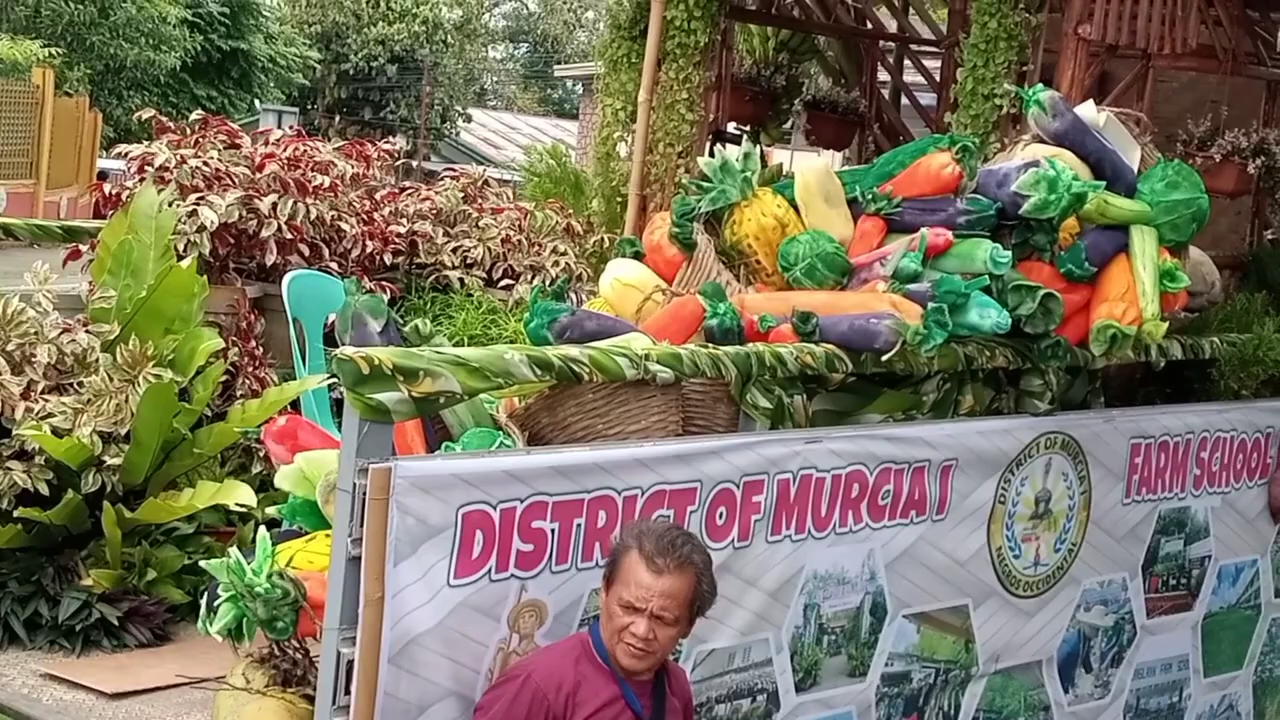 DISTRICT OF MURCIA I
DISTRICT OF MURCIA I
NEGROS OCCIDENTAL
FARM SCHOOL